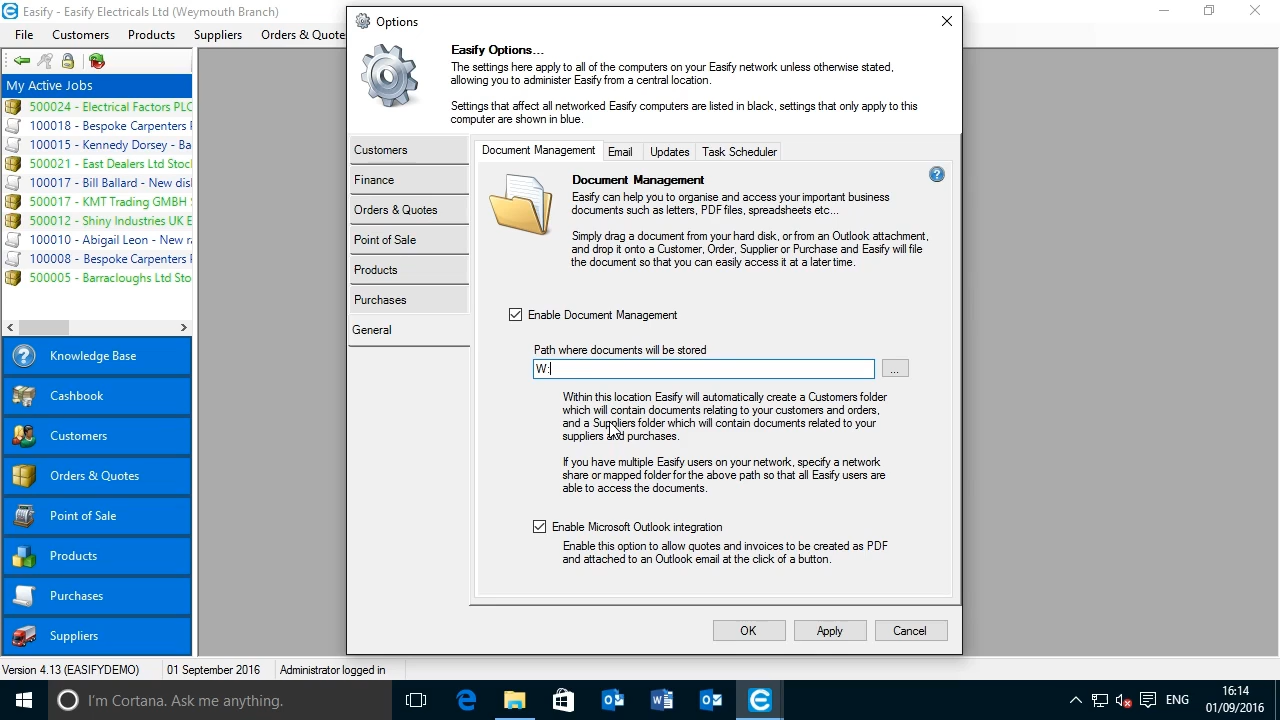 Easify - Easify Electricals Ltd (Weymouth Branch)
File Customers Products Suppliers Orders & Quote
My Active Jobs
500024 - Electrical Factors PLC
100018 - Bespoke Carpenters
100015 - Kennedy Dorsey - Ba
500021 - East Dealers Ltd Stoc
100017 - Bill Ballard - New dis
500017 - KMT Trading GMBH
500012 - Shiny Industries UK E
100010 - Abigail Leon - New r
100008 - Bespoke Carpenters
500005 - Barracloughs Ltd Sto
Knowledge Base
Cashbook
Customers
Orders & Quotes
Point of Sale
Products
Purchases
Suppliers
Options
Easify Options...
The settings here apply to all of the computers on your Easify network unless otherwise stated,
allowing you to administer Easify from a central location.
Settings that affect all networked Easify computers are listed in black, settings that only apply to this
computer are shown in blue.
Customers
Finance
Orders & Quotes
Point of Sale
Products
Purchases
General
Document Management Email Updates Task Scheduler
Document Management
Easify can help you to organise and access your important business
documents such as letters, PDF files, spreadsheets etc...
Simply drag a document from your hard disk, or from an Outlook attachment,
and drop it onto a Customer, Order, Supplier or Purchase and Easify will file
the document so that you can easily access it at a later time.
Enable Document Management
Path where documents will be stored
W:
...
Within this location Easify will automatically create a Customers folder
which will contain documents relating to your customers and orders,
and a Suppliers folder which will contain documents related to your
suppliers and purchases.
If you have multiple Easify users on your network, specify a network
share or mapped folder for the above path so that all Easify users are
able to access the documents.
Enable Microsoft Outlook integration
Enable this option to allow quotes and invoices to be created as PDF
and attached to an Outlook email at the click of a button.
OK Apply Cancel
Version 4.13 (EASIFYDEMO) 01 September 2016 Administrator logged in
I'm Cortana. Ask me anything.
ENG
16:14
01/09/2016